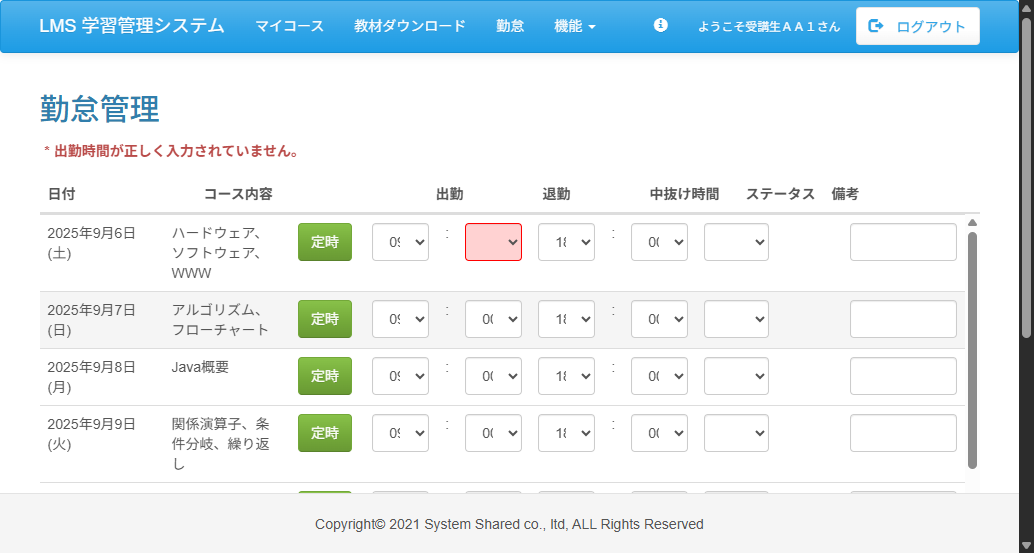 LMS 学習管理システム マイコース 教材ダウンロード 勤怠 機能 ようこそ受講生ＡＡ１さん ログアウト
勤怠管理
* 出勤時間が正しく入力されていません。
日付 コース内容 出勤 退勤 中抜け時間 ステータス 備考
2025年9月6日 ハードウェア、 定時 09 : 18 : 00
(土) ソフトウェア、
WWW
2025年9月7日 アルゴリズム、 定時 09 : 00 18 : 00
(日) フローチャート
2025年9月8日 Java概要 定時 09 : 00 18 : 00
(月)
2025年9月9日 関係演算子、条 定時 09 : 00 18 : 00
(火) 件分岐、繰り返
し
Copyright© 2021 System Shared co., ltd, ALL Rights Reserved